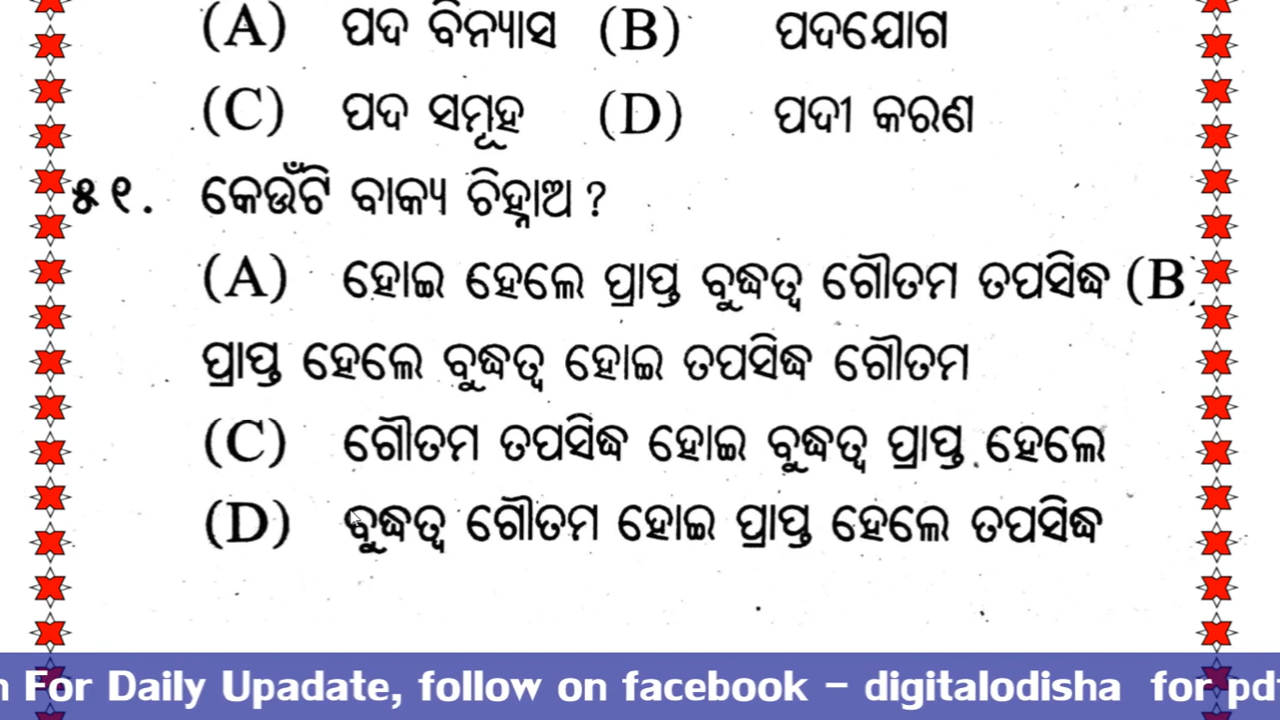 (A) ପଦ ବିନ୍ୟାସ (B) ପଦଯୋଗ
(C) ପଦ ସମୂହ (D) ପଦୀ କରଣ
୫୧. କେଉଁଟି ବାକ୍ୟ ଚିହ୍ନାଅ ?
(A) ହୋଇ ହେଲେ ପ୍ରାପ୍ତ ବୁଦ୍ଧତ୍ୱ ଗୌତମ ତପସିଦ୍ଧ (B)
ପ୍ରାପ୍ତ ହେଲେ ବୁଦ୍ଧତ୍ୱ ହୋଇ ତପସିଦ୍ଧ ଗୌତମ
(C) ଗୌତମ ତପସିଦ୍ଧ ହୋଇ ବୁଦ୍ଧତ୍ୱ ପ୍ରାପ୍ତ ହେଲେ
(D) ବୁଦ୍ଧତ୍ୱ ଗୌତମ ହୋଇ ପ୍ରାପ୍ତ ହେଲେ ତପସିଦ୍ଧ
n For Daily Upadate, follow on facebook – digitalodisha for pdf